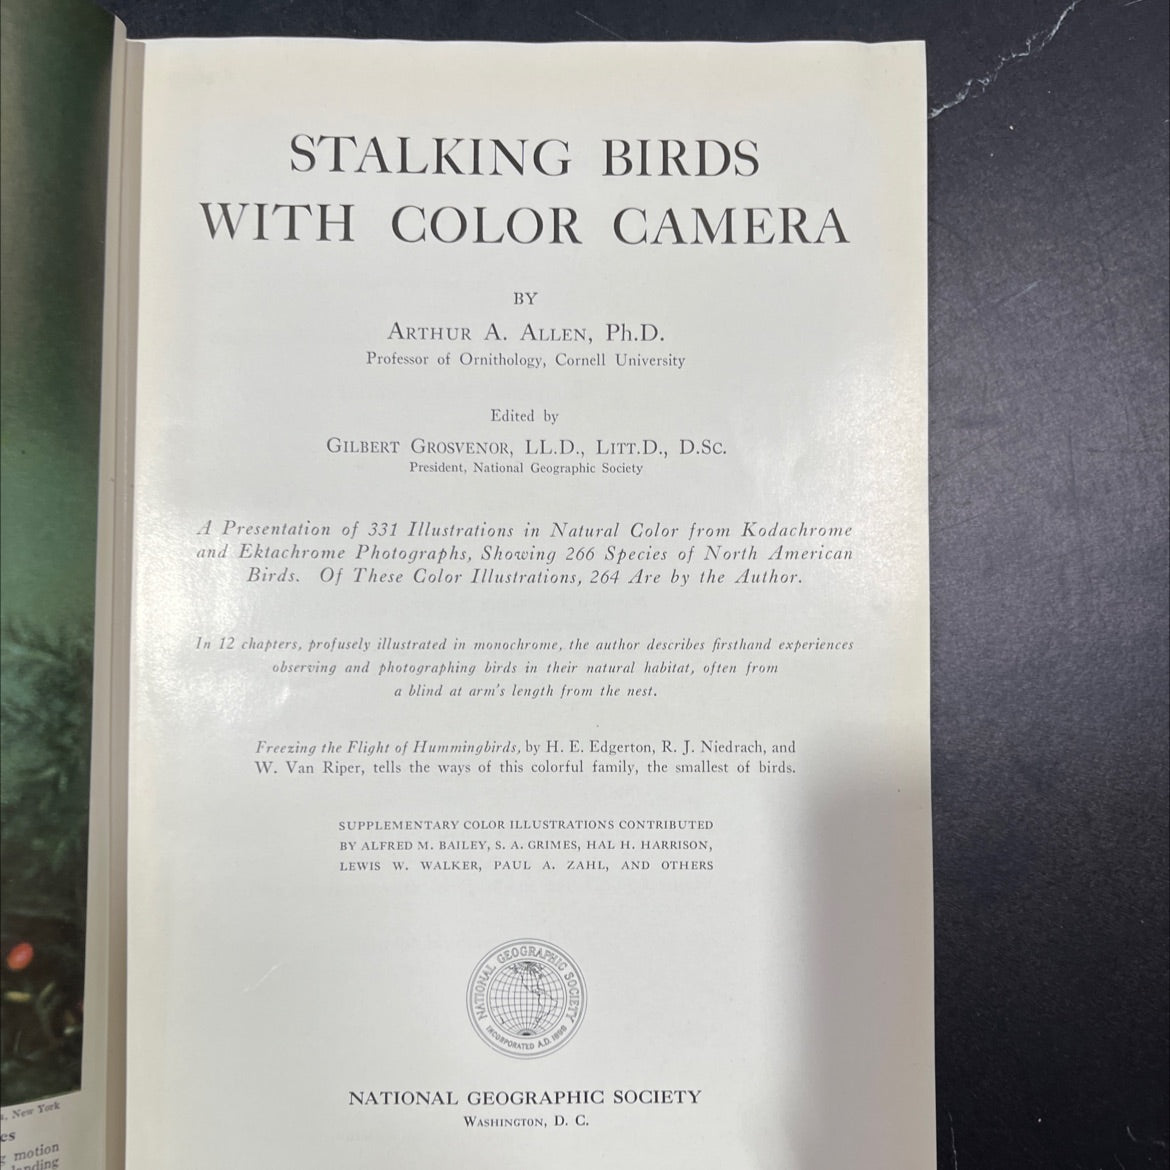 STALKING BIRDS
WITH COLOR CAMERA
BY
ARTHUR A. ALLEN, Ph.D.
Professor of Ornithology, Cornell University
Edited by
GILBERT GROSVENOR, LL.D., LITT.D., D.SC.
President, National Geographic Society
A Presentation of 331 Illustrations in Natural Color from Kodachrome
and Ektachrome Photographs, Showing 266 Species of North American
Birds. Of These Color Illustrations, 264 Are by the Author.
In 12 chapters, profusely illustrated in monochrome, the author describes firsthand experiences
observing and photographing birds in their natural habitat, often from
a blind at arm's length from the nest.
Freezing the Flight of Hummingbirds, by H. E. Edgerton, R. J. Niedrach, and
W. Van Riper, tells the ways of this colorful family, the smallest of birds.
SUPPLEMENTARY COLOR ILLUSTRATIONS CONTRIBUTED
BY ALFRED M. BAILEY, S. A. GRIMES, HAL H. HARRISON,
LEWIS W. WALKER, PAUL A. ZAHL, AND OTHERS
NATIONAL GEOGRAPHIC SOCIETY
INCORPORATED A.D. 1888
NATIONAL GEOGRAPHIC SOCIETY
WASHINGTON, D. C.
New York
motion